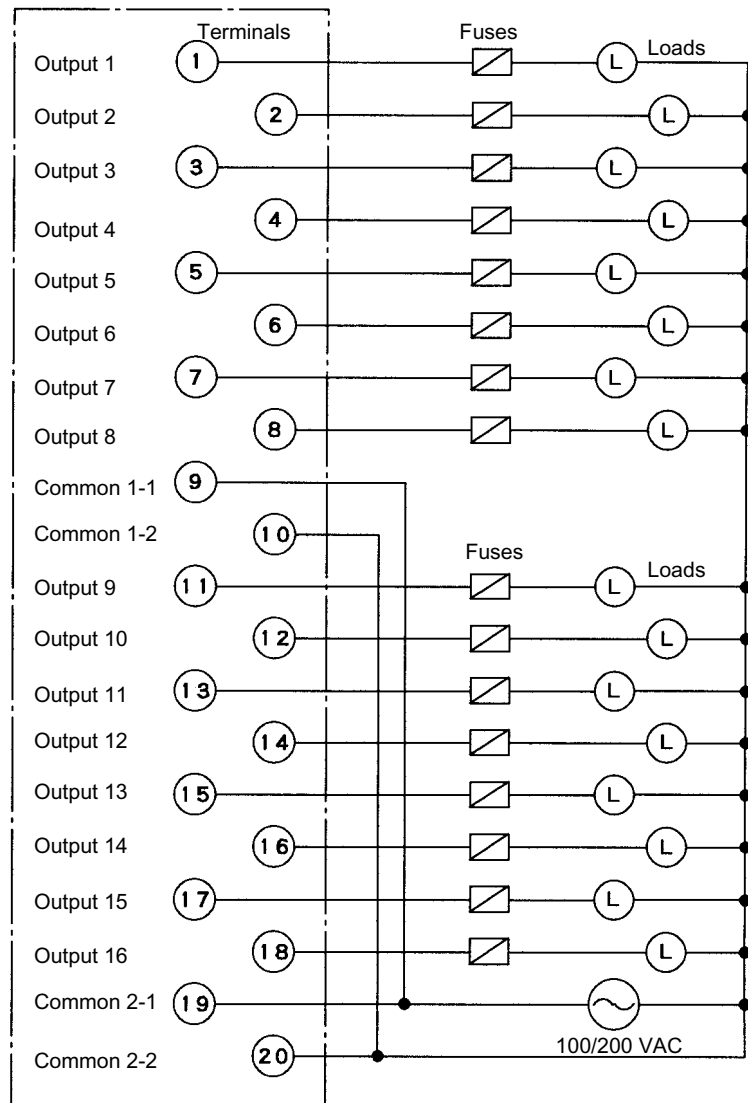 Terminals Fuses Loads
Output 1 1 L
Output 2 2 L
Output 3 3 L
Output 4 4 L
Output 5 5 L
Output 6 6 L
Output 7 7 L
Output 8 8 L
Common 1-1 9
Common 1-2 10
Fuses Loads
Output 9 11 L
Output 10 12 L
Output 11 13 L
Output 12 14 L
Output 13 15 L
Output 14 16 L
Output 15 17 L
Output 16 18 L
Common 2-1 19
100/200 VAC
Common 2-2 20